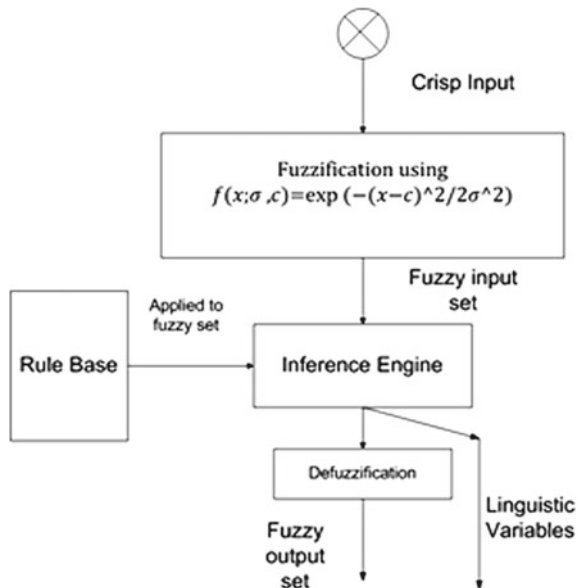 Crisp Input
Fuzzification using
f(x;σ ,c)=exp (−(x−c)^2/2σ^2)
Fuzzy input
set
Applied to
fuzzy set
Rule Base
Inference Engine
Defuzzification
Fuzzy
output
set
Linguistic
Variables